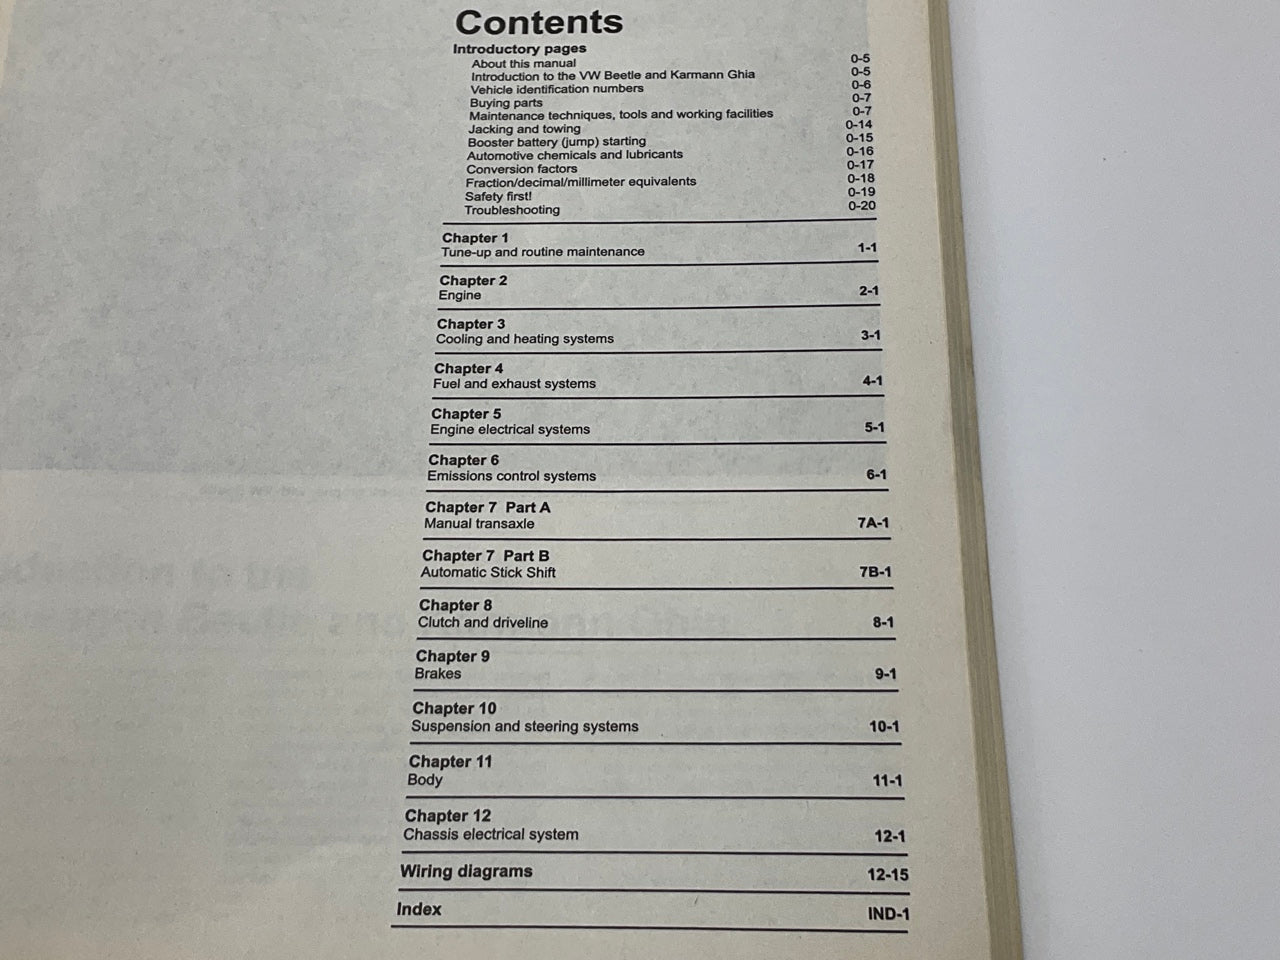 Contents
Introductory pages
About this manual 0-5
Introduction to the VW Beetle and Karmann Ghia 0-5
Vehicle identification numbers 0-6
Buying parts 0-7
Maintenance techniques, tools and working facilities 0-7
Jacking and towing 0-14
Booster battery (jump) starting 0-15
Automotive chemicals and lubricants 0-16
Conversion factors 0-17
Fraction/decimal/millimeter equivalents 0-18
Safety first! 0-19
Troubleshooting 0-20
Chapter 1
Tune-up and routine maintenance 1-1
Chapter 2
Engine 2-1
Chapter 3
Cooling and heating systems 3-1
Chapter 4
Fuel and exhaust systems 4-1
Chapter 5
Engine electrical systems 5-1
Chapter 6
Emissions control systems 6-1
Chapter 7 Part A
Manual transaxle 7A-1
Chapter 7 Part B
Automatic Stick Shift 7B-1
Chapter 8
Clutch and driveline 8-1
Chapter 9
Brakes 9-1
Chapter 10
Suspension and steering systems 10-1
Chapter 11
Body 11-1
Chapter 12
Chassis electrical system 12-1
Wiring diagrams 12-15
Index IND-1